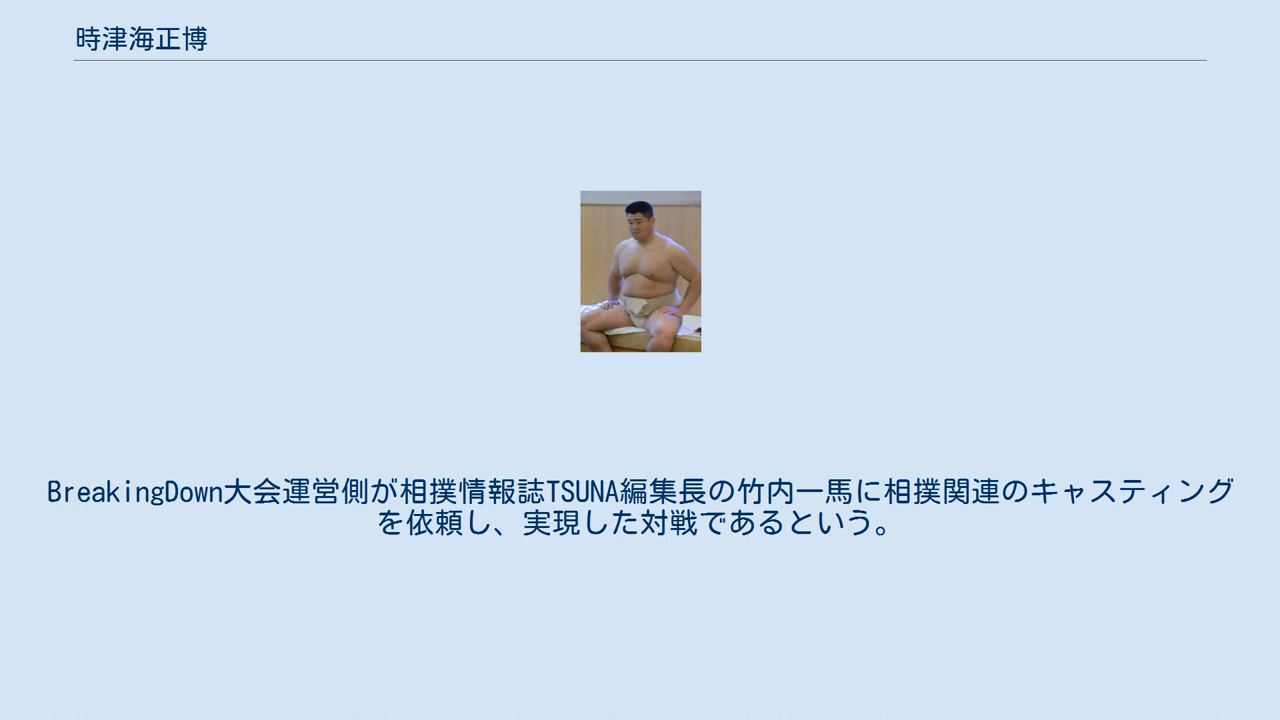 時津海正博
BreakingDown大会運営側が相撲情報誌TSUNA編集長の竹内一馬に相撲関連のキャスティング
を依頼し、実現した対戦であるという。